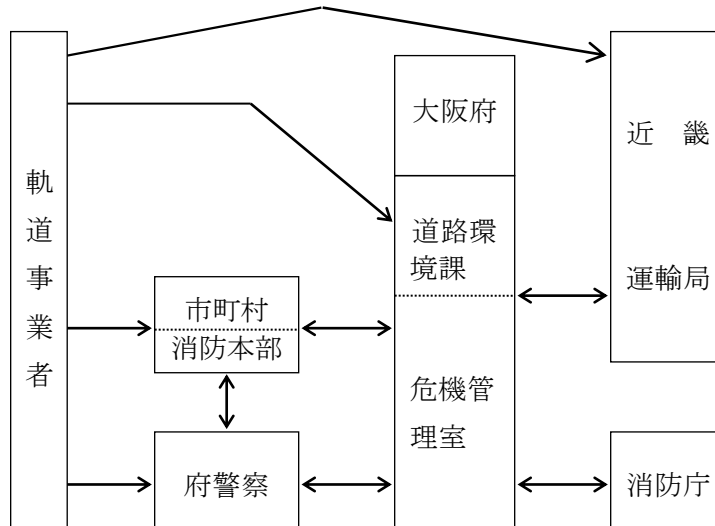 軌道事業者
市町村
消防本部
府警察
大阪府
道路環
境課
危機管
理室
近　畿
運輸局
消防庁